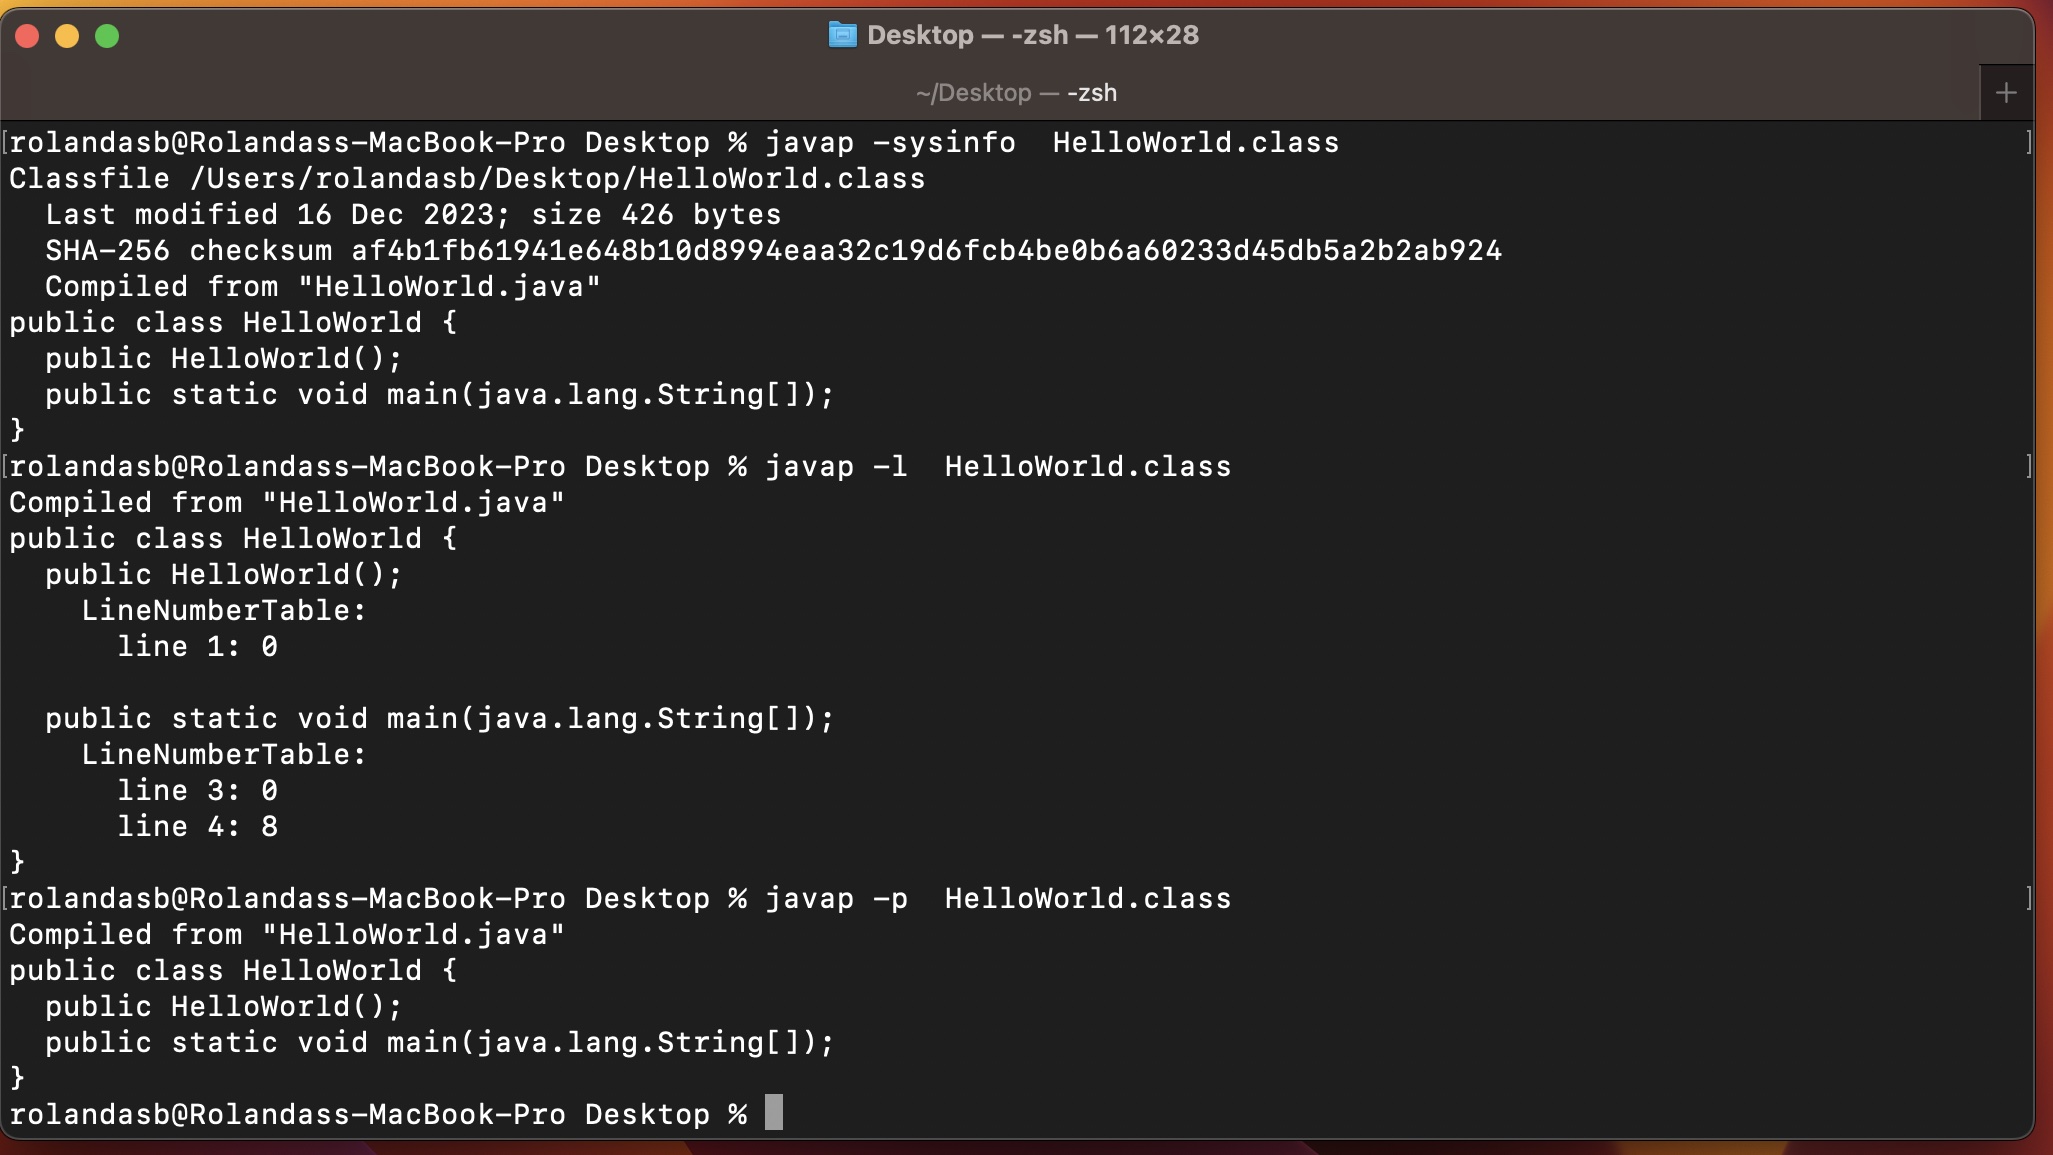 Desktop — -zsh — 112×28
~/Desktop — -zsh
+
[rolandasb@Rolandass-MacBook-Pro Desktop % javap -sysinfo  HelloWorld.class ]
Classfile /Users/rolandasb/Desktop/HelloWorld.class
  Last modified 16 Dec 2023; size 426 bytes
  SHA-256 checksum af4b1fb61941e648b10d8994eaa32c19d6fcb4be0b6a60233d45db5a2b2ab924
  Compiled from "HelloWorld.java"
public class HelloWorld {
  public HelloWorld();
  public static void main(java.lang.String[]);
}
[rolandasb@Rolandass-MacBook-Pro Desktop % javap -l  HelloWorld.class ]
Compiled from "HelloWorld.java"
public class HelloWorld {
  public HelloWorld();
    LineNumberTable:
      line 1: 0
  public static void main(java.lang.String[]);
    LineNumberTable:
      line 3: 0
      line 4: 8
}
[rolandasb@Rolandass-MacBook-Pro Desktop % javap -p  HelloWorld.class ]
Compiled from "HelloWorld.java"
public class HelloWorld {
  public HelloWorld();
  public static void main(java.lang.String[]);
}
rolandasb@Rolandass-MacBook-Pro Desktop %